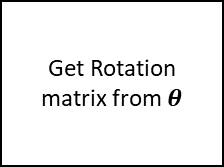 Get Rotation
matrix from 𝜽